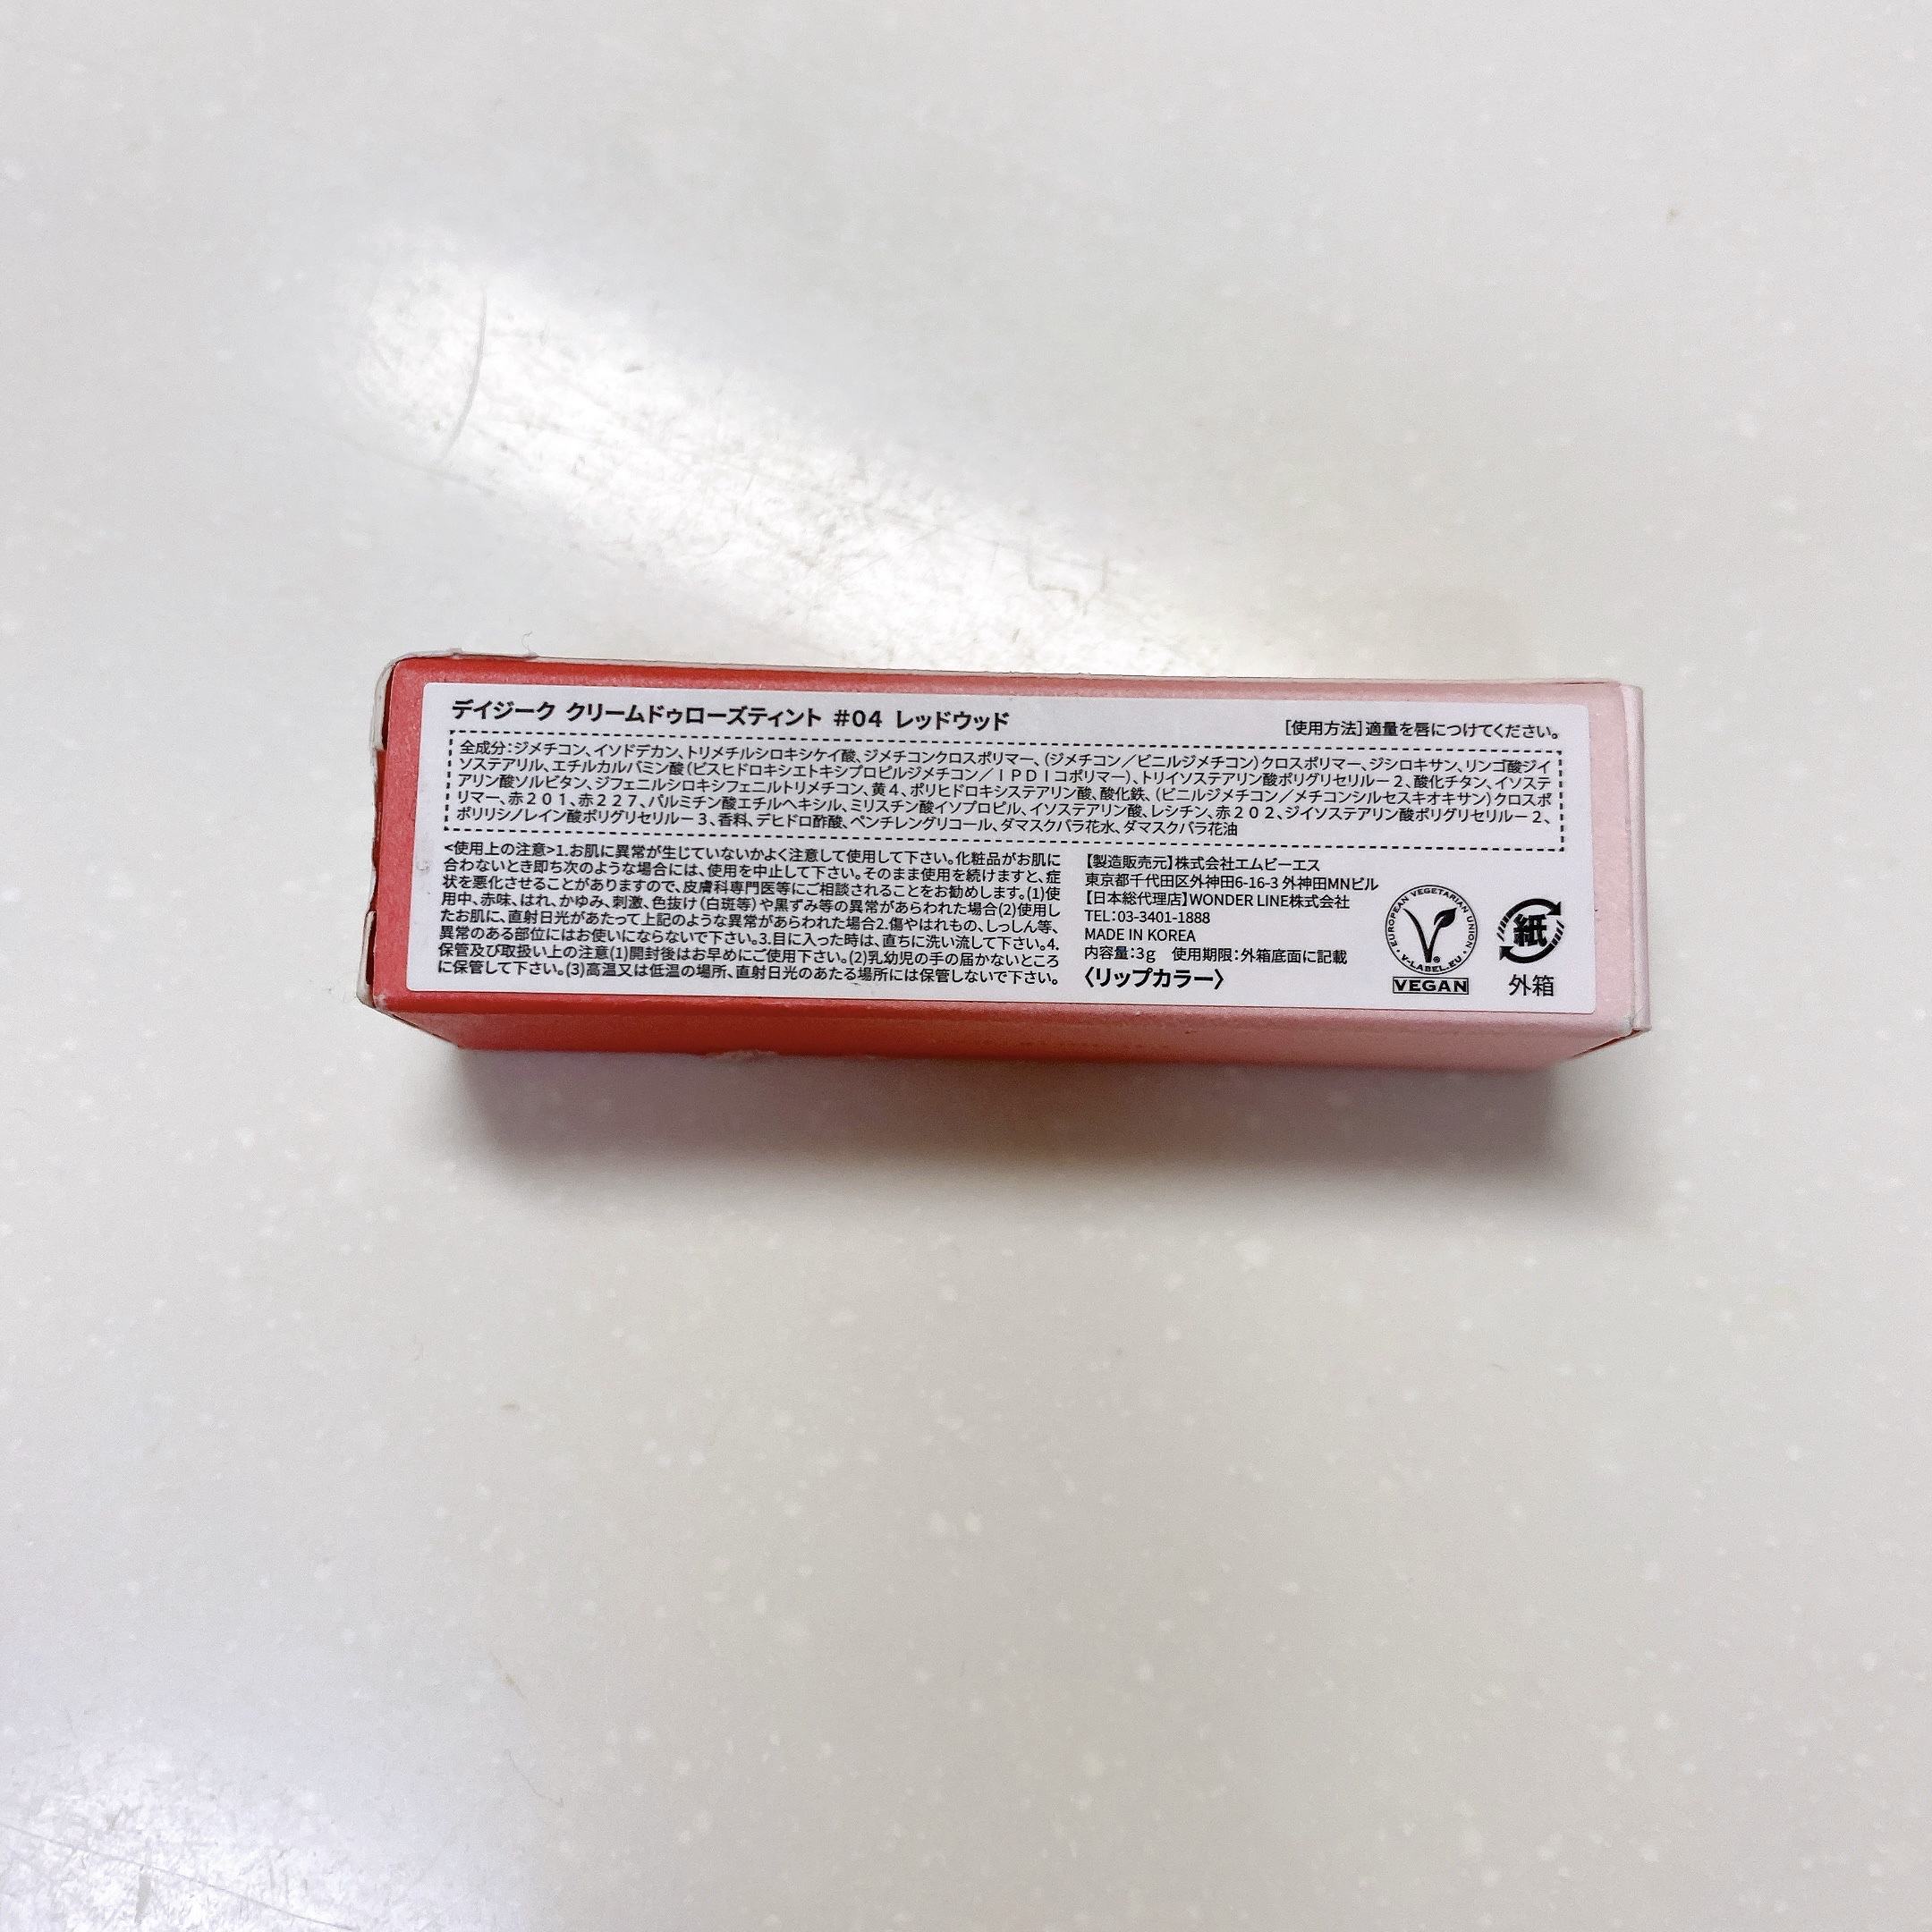 デイジーク クリームドゥローズティント #04 レッドウッド
[使用方法]適量を唇につけてください。
全成分:ジメチコン、イソドデカン、トリメチルシロキシケイ酸、ジメチコンクロスポリマー、(ジメチコン/ビニルジメチコン)クロスポリマー、ジシロキサン、リンゴ酸ジイ
ソステアリル、エチルカルバミン酸(ビスヒドロキシエトキシプロピルジメチコン/IPDIコポリマー)、トリイソステアリン酸ポリグリセリル-2、酸化チタン、イソステ
アリン酸ソルビタン、ジフェニルシロキシフェニルトリメチコン、黄4、ポリヒドロキシステアリン酸、酸化鉄、(ビニルジメチコン/メチコンシルセスキオキサン)クロスポ
リマー、赤201、赤227、パルミチン酸エチルヘキシル、ミリスチン酸イソプロピル、イソステアリン酸、レシチン、赤202、ジイソステアリン酸ポリグリセリル-2、
ポリリシノレイン酸ポリグリセリル-3、香料、デヒドロ酢酸、ペンチレングリコール、ダマスクバラ花水、ダマスクバラ花油
<使用上の注意>1.お肌に異常が生じていないかよく注意して使用して下さい。化粧品がお肌に
合わないとき即ち次のような場合には、使用を中止して下さい。そのまま使用を続けますと、症
状を悪化させることがありますので、皮膚科専門医等にご相談されることをお勧めします。(1)使
用中、赤味、はれ、かゆみ、刺激、色抜け(白斑等)や黒ずみ等の異常があらわれた場合(2)使用し
たお肌に、直射日光があたって上記のような異常があらわれた場合2.傷やはれもの、しっしん等、
異常のある部位にはお使いにならないで下さい。3.目に入った時は、直ちに洗い流して下さい。4.
保管及び取扱い上の注意(1)開封後はお早めにご使用下さい。(2)乳幼児の手の届かないところ
に保管して下さい。(3)高温又は低温の場所、直射日光のあたる場所には保管しないで下さい。
【製造販売元】株式会社エムビーエス
東京都千代田区外神田6-16-3 外神田MNビル
【日本総代理店】WONDER LINE株式会社
TEL:03-3401-1888
MADE IN KOREA
内容量:3g 使用期限:外箱底面に記載
〈リップカラー〉
EUROPEAN VEGETARIAN UNION
V-LABEL.EU
VEGAN
紙
外箱